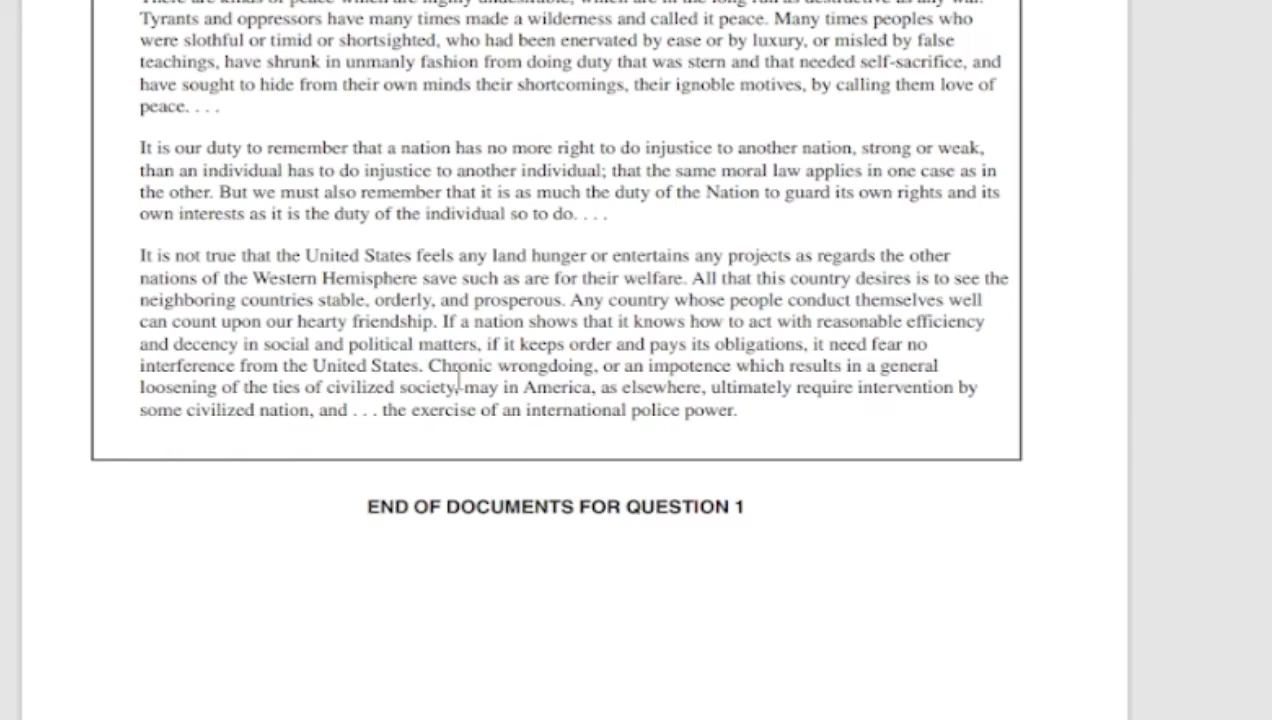 Tyrants and oppressors have many times made a wilderness and called it peace. Many times peoples who
were slothful or timid or shortsighted, who had been enervated by ease or by luxury, or misled by false
teachings, have shrunk in unmanly fashion from doing duty that was stern and that needed self-sacrifice, and
have sought to hide from their own minds their shortcomings, their ignoble motives, by calling them love of
peace. . . .
It is our duty to remember that a nation has no more right to do injustice to another nation, strong or weak,
than an individual has to do injustice to another individual; that the same moral law applies in one case as in
the other. But we must also remember that it is as much the duty of the Nation to guard its own rights and its
own interests as it is the duty of the individual so to do. . . .
It is not true that the United States feels any land hunger or entertains any projects as regards the other
nations of the Western Hemisphere save such as are for their welfare. All that this country desires is to see the
neighboring countries stable, orderly, and prosperous. Any country whose people conduct themselves well
can count upon our hearty friendship. If a nation shows that it knows how to act with reasonable efficiency
and decency in social and political matters, if it keeps order and pays its obligations, it need fear no
interference from the United States. Chronic wrongdoing, or an impotence which results in a general
loosening of the ties of civilized society, may in America, as elsewhere, ultimately require intervention by
some civilized nation, and . . . the exercise of an international police power.
END OF DOCUMENTS FOR QUESTION 1